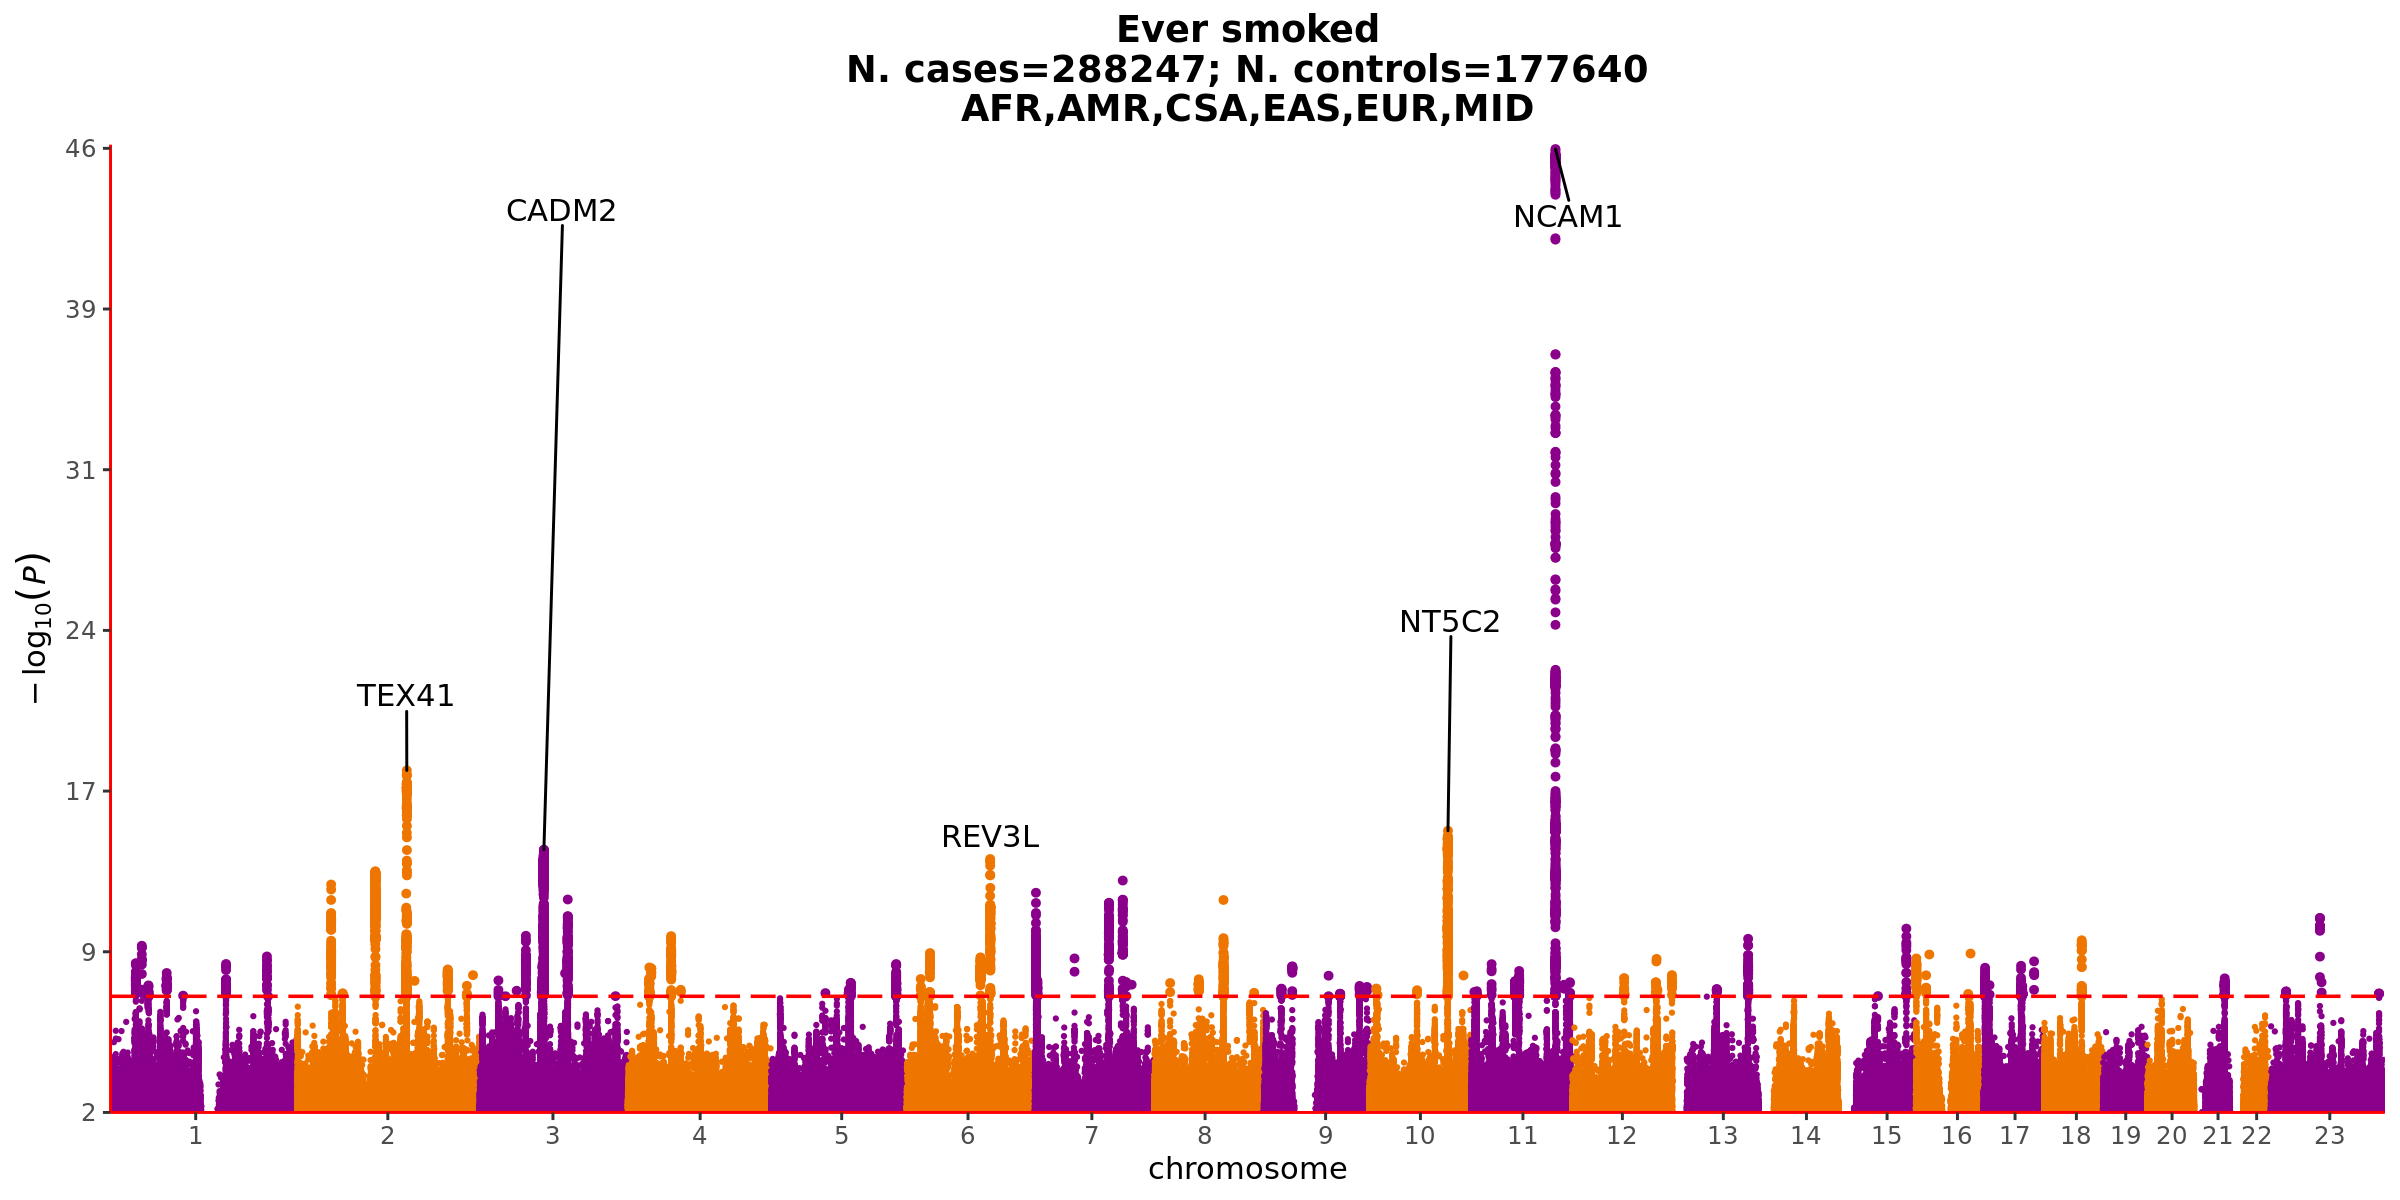 Ever smoked
N. cases=288247; N. controls=177640
AFR,AMR,CSA,EAS,EUR,MID
46
39
31
24
17
9
2
−log10(P)
CADM2
NCAM1
NT5C2
TEX41
REV3L
1 2 3 4 5 6 7 8 9 10 11 12 13 14 15 16 17 18 19 20 21 22 23
chromosome